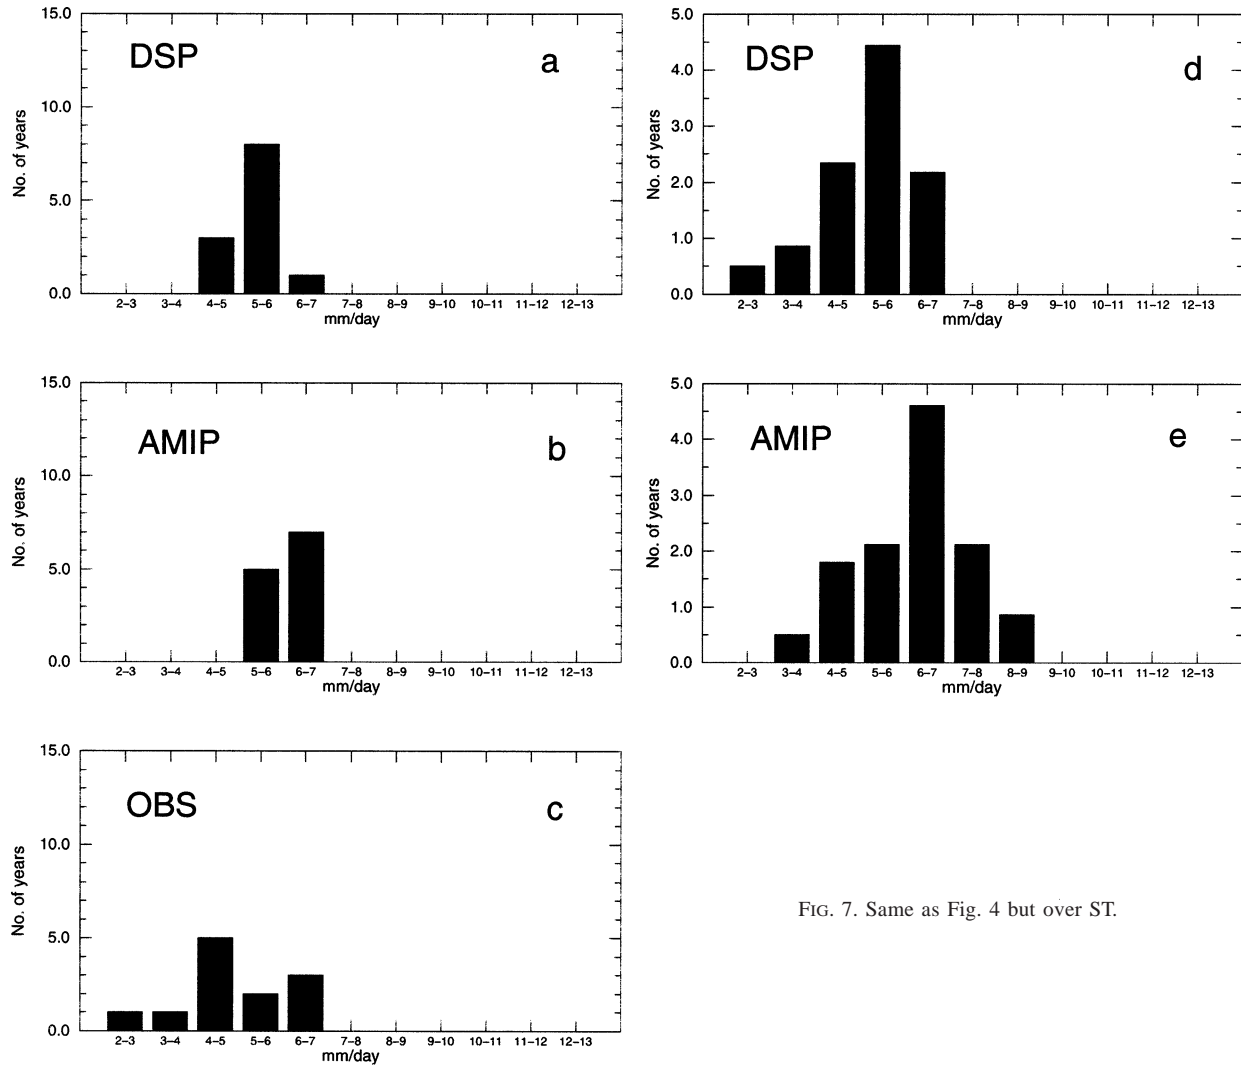 DSP
a
No. of years
15.0
10.0
5.0
0.0
2-3 3-4 4-5 5-6 6-7 7-8 8-9 9-10 10-11 11-12 12-13
mm/day
DSP
d
No. of years
5.0
4.0
3.0
2.0
1.0
0.0
2-3 3-4 4-5 5-6 6-7 7-8 8-9 9-10 10-11 11-12 12-13
mm/day
AMIP
b
No. of years
15.0
10.0
5.0
0.0
2-3 3-4 4-5 5-6 6-7 7-8 8-9 9-10 10-11 11-12 12-13
mm/day
AMIP
e
No. of years
5.0
4.0
3.0
2.0
1.0
0.0
2-3 3-4 4-5 5-6 6-7 7-8 8-9 9-10 10-11 11-12 12-13
mm/day
OBS
c
No. of years
15.0
10.0
5.0
0.0
2-3 3-4 4-5 5-6 6-7 7-8 8-9 9-10 10-11 11-12 12-13
mm/day
FIG. 7. Same as Fig. 4 but over ST.